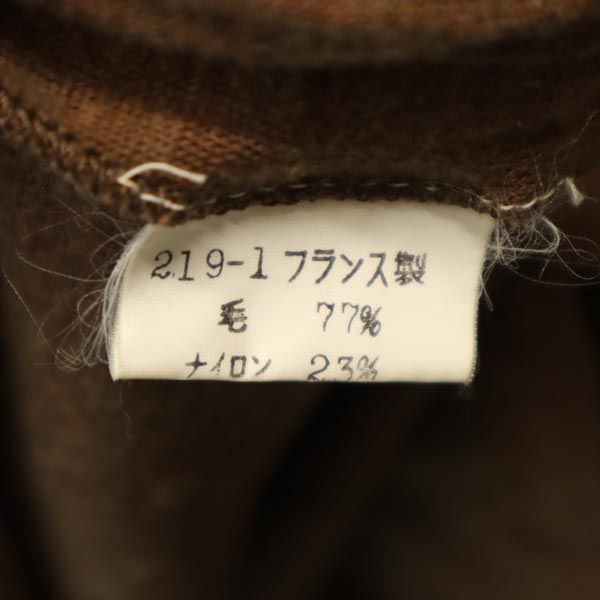 219-1 フランス製
毛 77%
ナイロン 23%